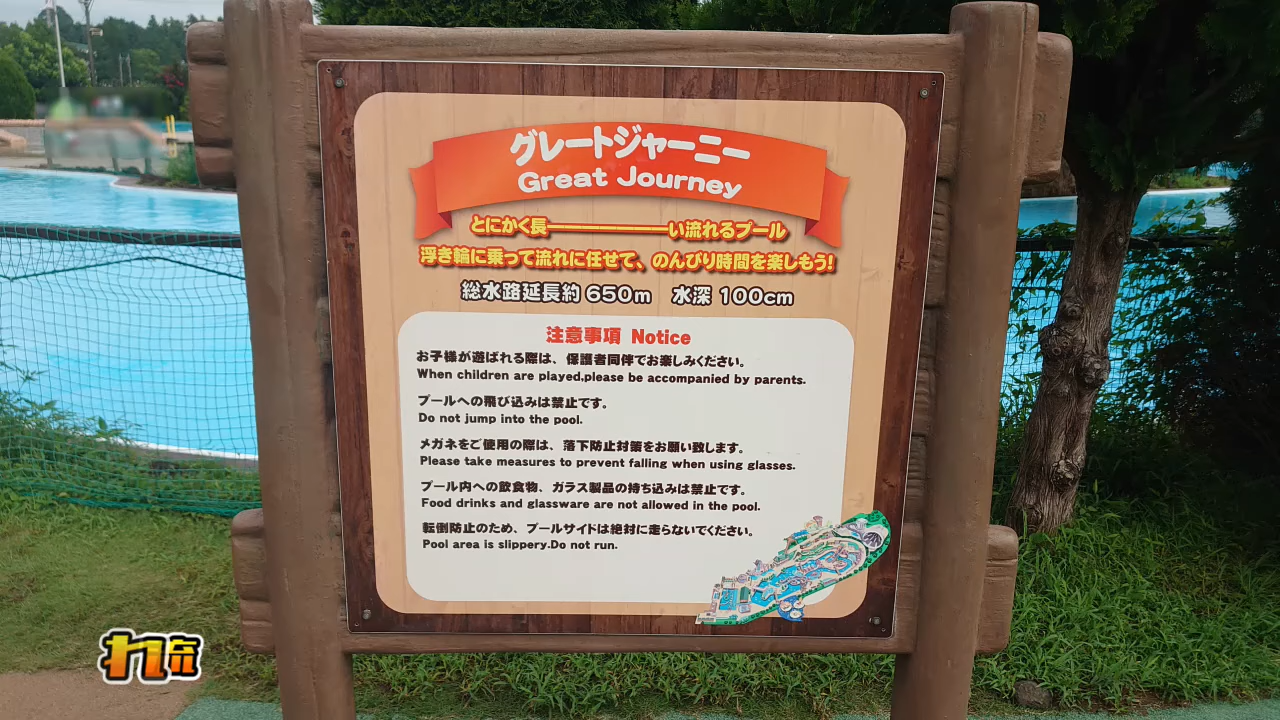 グレートジャーニー
Great Journey
とにかく長――――――い流れるプール
浮き輪に乗って流れに任せて、のんびり時間を楽しもう!
総水路延長約 650m 水深 100cm
注意事項 Notice
お子様が遊ばれる際は、保護者同伴でお楽しみください。
When children are played,please be accompanied by parents.
プールへの飛び込みは禁止です。
Do not jump into the pool.
メガネをご使用の際は、落下防止対策をお願い致します。
Please take measures to prevent falling when using glasses.
プール内への飲食物、ガラス製品の持ち込みは禁止です。
Food drinks and glassware are not allowed in the pool.
転倒防止のため、プールサイドは絶対に走らないでください。
Pool area is slippery.Do not run.